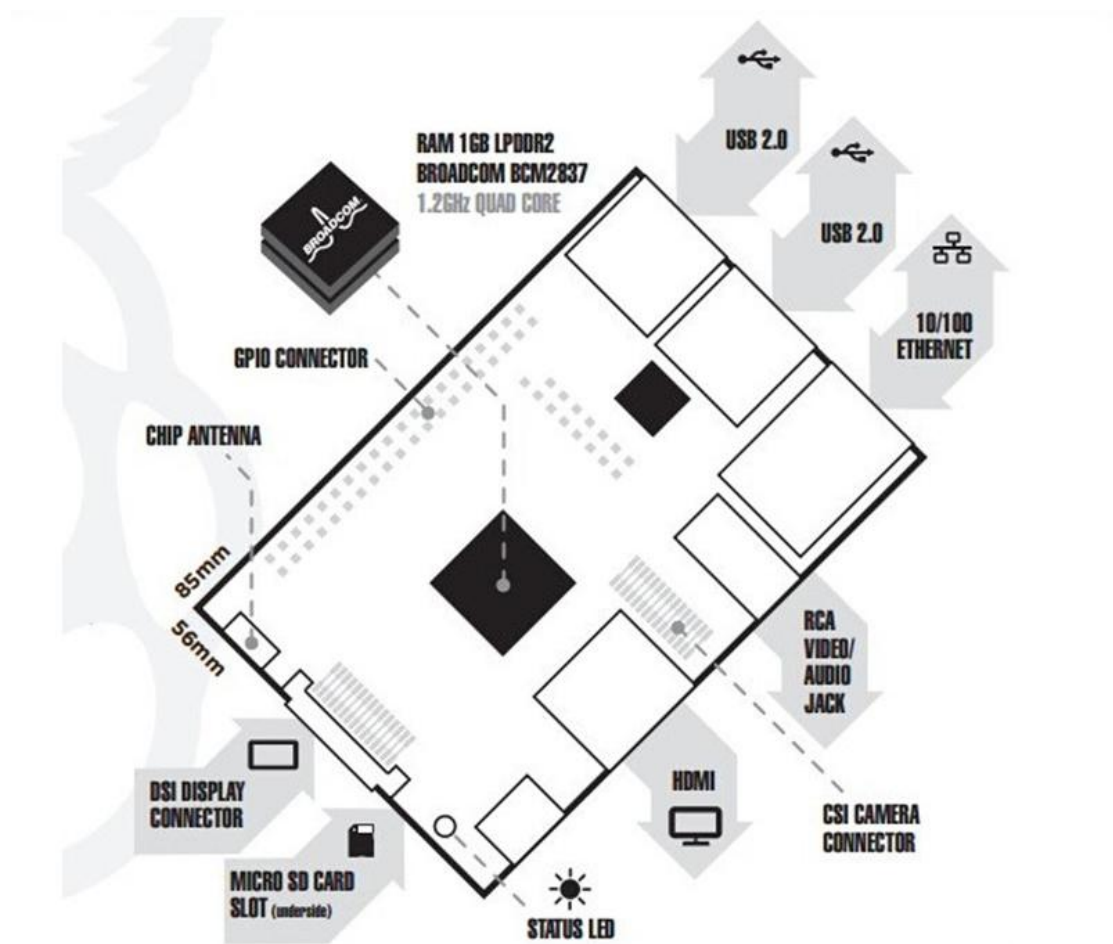 RAM 1GB LPDDR2
BROADCOM BCM2837
1.2GHz QUAD CORE
BROADCOM
USB 2.0
USB 2.0
10/100
ETHERNET
GPIO CONNECTOR
CHIP ANTENNA
85mm
56mm
RCA
VIDEO/
AUDIO
JACK
DSI DISPLAY
CONNECTOR
HDMI
CSI CAMERA
CONNECTOR
MICRO SD CARD
SLOT (underside)
STATUS LED